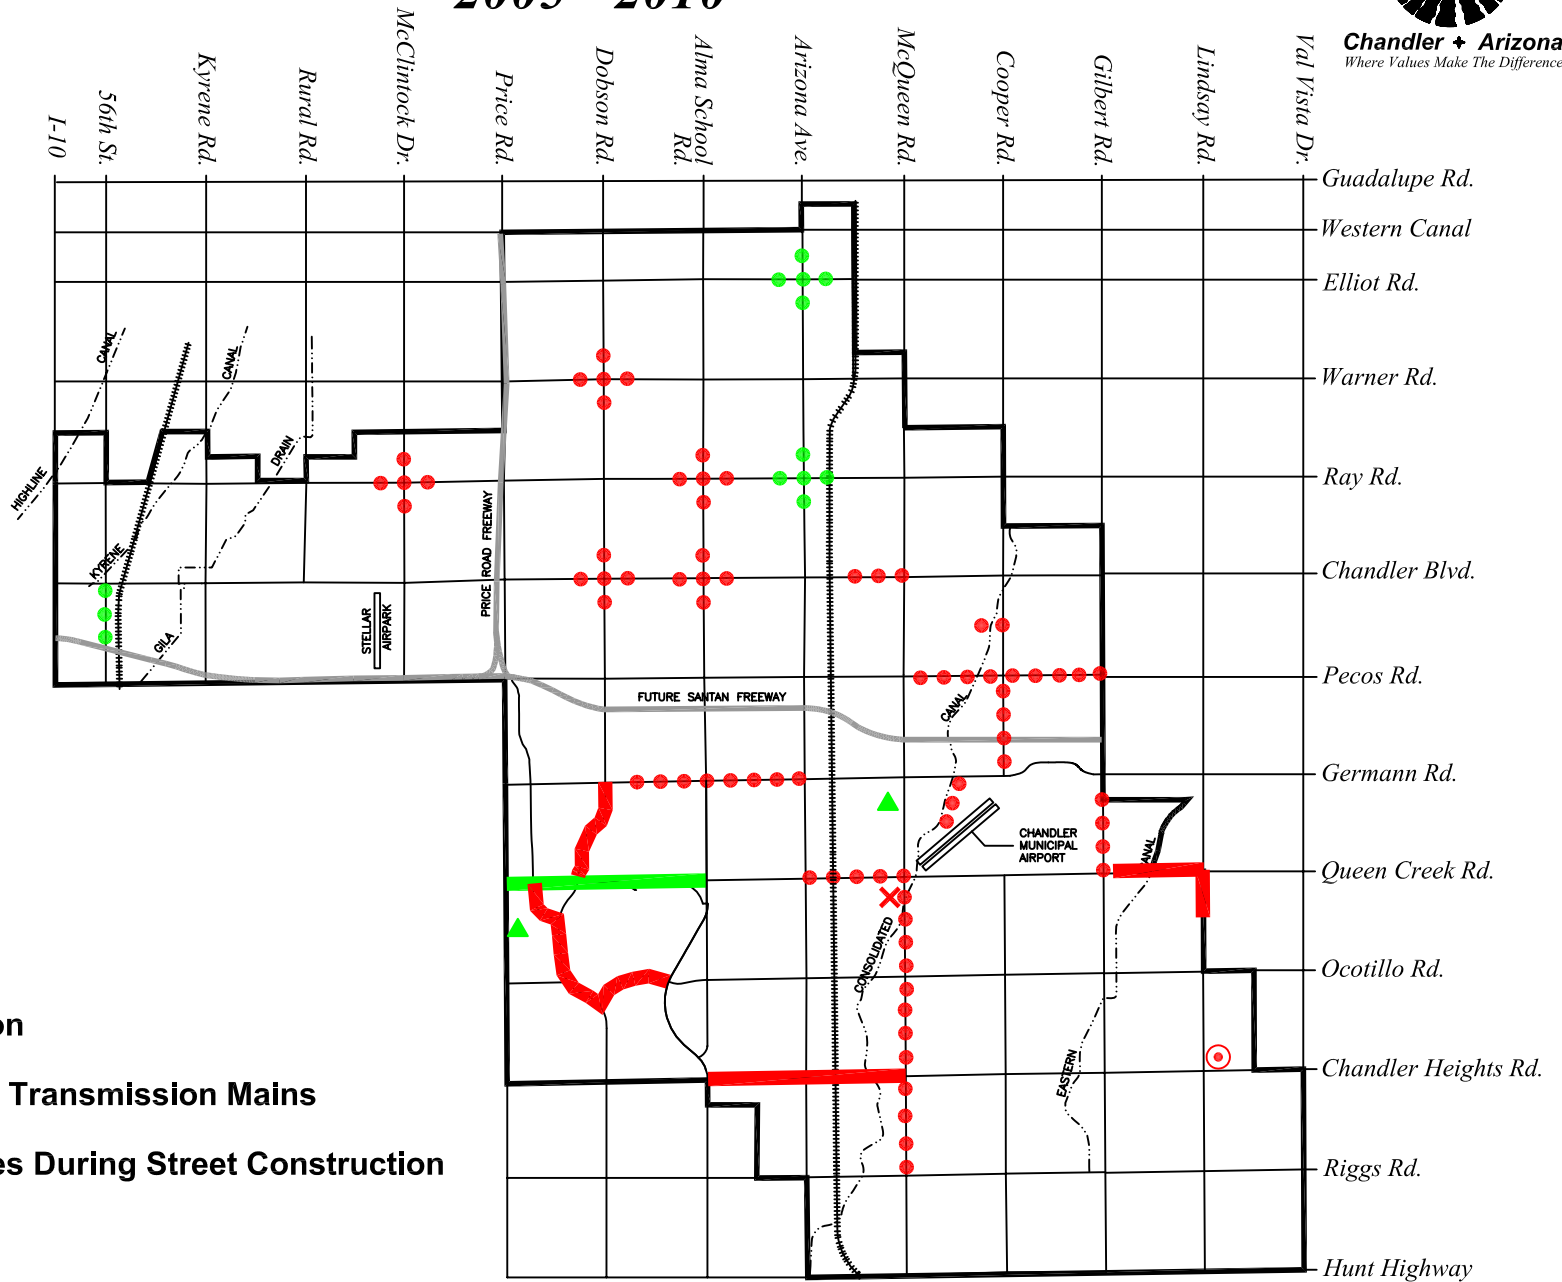 Chandler Arizona
Where Values Make The Difference
I-10
56th St.
Kyrene Rd.
Rural Rd.
McClintock Dr.
Price Rd.
Dobson Rd.
Alma School
Rd.
Arizona Ave.
McQueen Rd.
Cooper Rd.
Gilbert Rd.
Lindsay Rd.
Val Vista Dr.
Guadalupe Rd.
Western Canal
Elliot Rd.
Warner Rd.
Ray Rd.
Chandler Blvd.
Pecos Rd.
Germann Rd.
Queen Creek Rd.
Ocotillo Rd.
Chandler Heights Rd.
Riggs Rd.
Hunt Highway
HIGHLINE
CANAL
KYRENE
CANAL
GILA
DRAIN
STELLAR
AIRPARK
PRICE ROAD FREEWAY
FUTURE SANTAN FREEWAY
CANAL
CONSOLIDATED
CHANDLER
MUNICIPAL
AIRPORT
ANAL
EASTERN
on
Transmission Mains
es During Street Construction